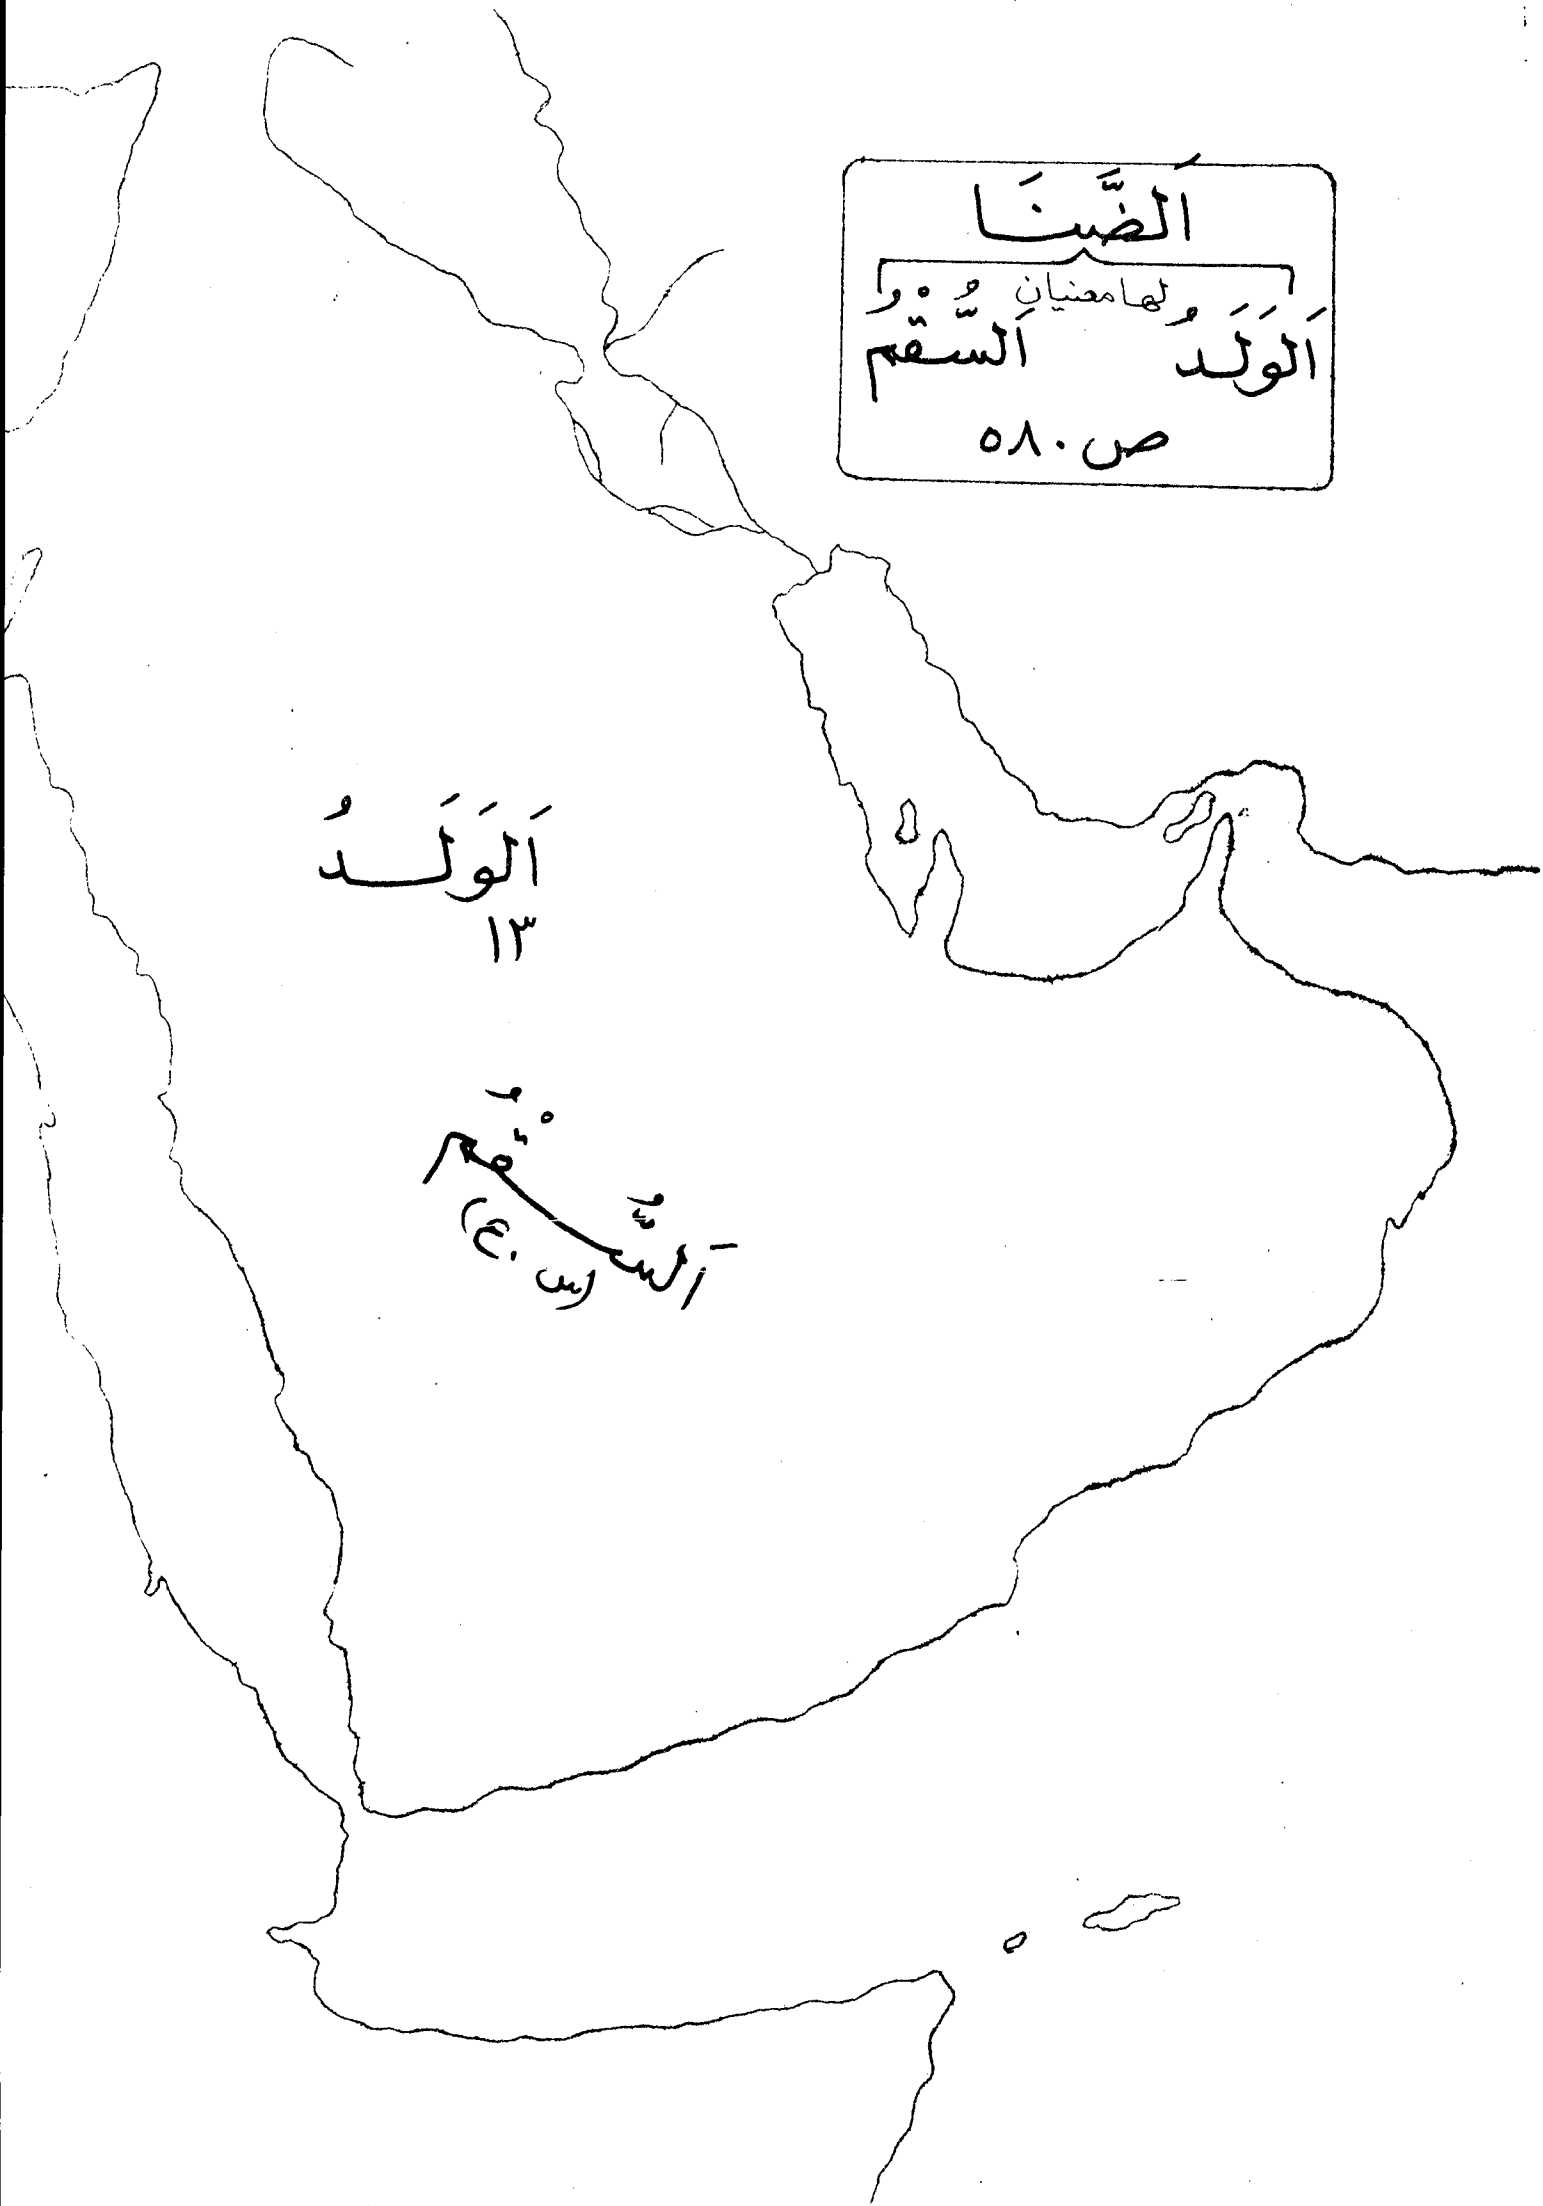 اَلضَّنَا
لها معنيان
اَلوَلَدُ اَلسُّقْمُ
ص ٥٨٠
اَلوَلَدُ
١٣
اَلسُّقْمُ
(س.ع)